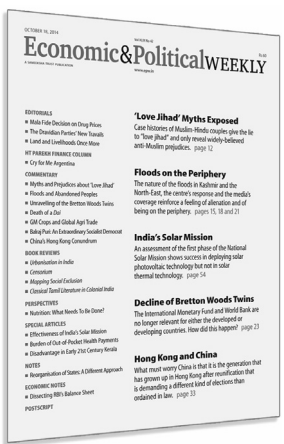 OCTOBER 18, 2014
Economic&PoliticalWEEKLY
A SAMEEKSHA TRUST PUBLICATION
www.epw.in
EDITORIALS
Mala Fide Decision on Drug Prices
The Dravidian Parties' New Travails
Land and Livelihoods Once More
HT PAREKH FINANCE COLUMN
Cry for Me Argentina
COMMENTARY
Myths and Prejudices about 'Love Jihad'
Floods and Abandoned Peoples
Unravelling of the Bretton Woods Twins
Death of a Dai
GM Crops and Global Agri Trade
Balraj Puri: An Extraordinary Socialist Democrat
China's Hong Kong Conundrum
BOOK REVIEWS
Urbanisation in India
Censorium
Mapping Social Exclusion
Classical Tamil Literature in Colonial India
PERSPECTIVES
Nutrition: What Needs To Be Done?
SPECIAL ARTICLES
Effectiveness of India's Solar Mission
Burden of Out-of-Pocket Health Payments
Disadvantage in Early 21st Century Kerala
NOTES
Reorganisation of States: A Different Approach
ECONOMIC NOTES
Dissecting RBI's Balance Sheet
POSTSCRIPT
'Love Jihad' Myths Exposed
Case histories of Muslim-Hindu couples give the lie
to "love jihad" and only reveal widely-believed
anti-Muslim prejudices. page 12
Floods on the Periphery
The nature of the floods in Kashmir and the
North-East, the centre's response and the media's
coverage reinforce a feeling of alienation and of
being on the periphery. pages 15, 18 and 21
India's Solar Mission
An assessment of the first phase of the National
Solar Mission shows success in deploying solar
photovoltaic technology but not in solar
thermal technology. page 54
Decline of Bretton Woods Twins
The International Monetary Fund and World Bank are
no longer relevant for either the developed or
developing countries. How did this happen? page 23
Hong Kong and China
What must worry China is that it is the generation that
has grown up in Hong Kong after reunification that
is demanding a different kind of elections than
ordained in law. page 33